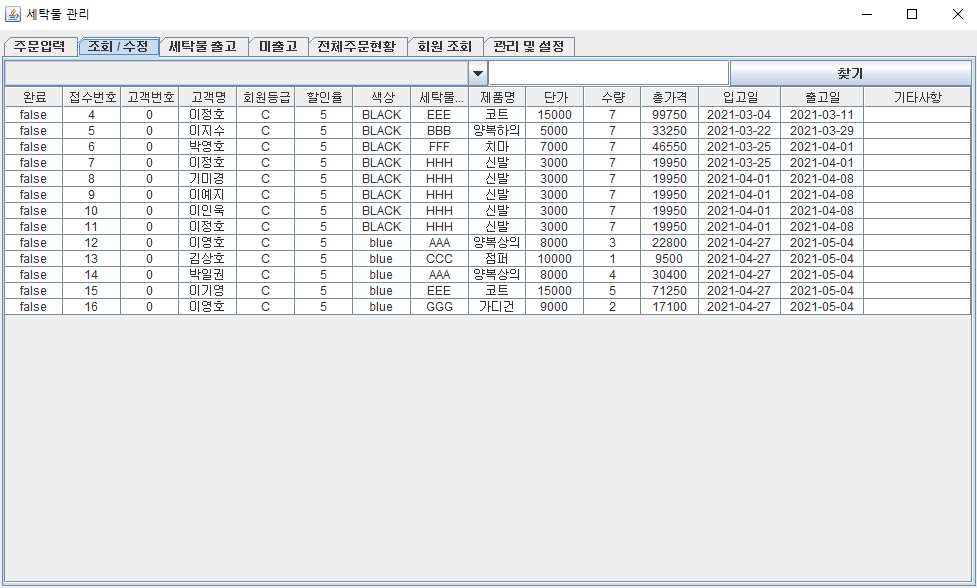 세탁물 관리
주문입력 조회 / 수정 세탁물 출고 미출고 전체주문현황 회원 조회 관리 및 설정
찾기
완료 접수번호 고객번호 고객명 회원등급 할인율 색상 세탁물... 제품명 단가 수량 총가격 입고일 출고일 기타사항
false 4 0 이정호 C 5 BLACK EEE 코트 15000 7 99750 2021-03-04 2021-03-11
false 5 0 이지수 C 5 BLACK BBB 양복하의 5000 7 33250 2021-03-22 2021-03-29
false 6 0 박영호 C 5 BLACK FFF 치마 7000 7 46550 2021-03-25 2021-04-01
false 7 0 이정호 C 5 BLACK HHH 신발 3000 7 19950 2021-03-25 2021-04-01
false 8 0 기미경 C 5 BLACK HHH 신발 3000 7 19950 2021-04-01 2021-04-08
false 9 0 이예지 C 5 BLACK HHH 신발 3000 7 19950 2021-04-01 2021-04-08
false 10 0 이인욱 C 5 BLACK HHH 신발 3000 7 19950 2021-04-01 2021-04-08
false 11 0 이정호 C 5 BLACK HHH 신발 3000 7 19950 2021-04-01 2021-04-08
false 12 0 이영호 C 5 blue AAA 양복상의 8000 3 22800 2021-04-27 2021-05-04
false 13 0 김상호 C 5 blue CCC 점퍼 10000 1 9500 2021-04-27 2021-05-04
false 14 0 박일권 C 5 blue AAA 양복상의 8000 4 30400 2021-04-27 2021-05-04
false 15 0 이기영 C 5 blue EEE 코트 15000 5 71250 2021-04-27 2021-05-04
false 16 0 이영호 C 5 blue GGG 가디건 9000 2 17100 2021-04-27 2021-05-04